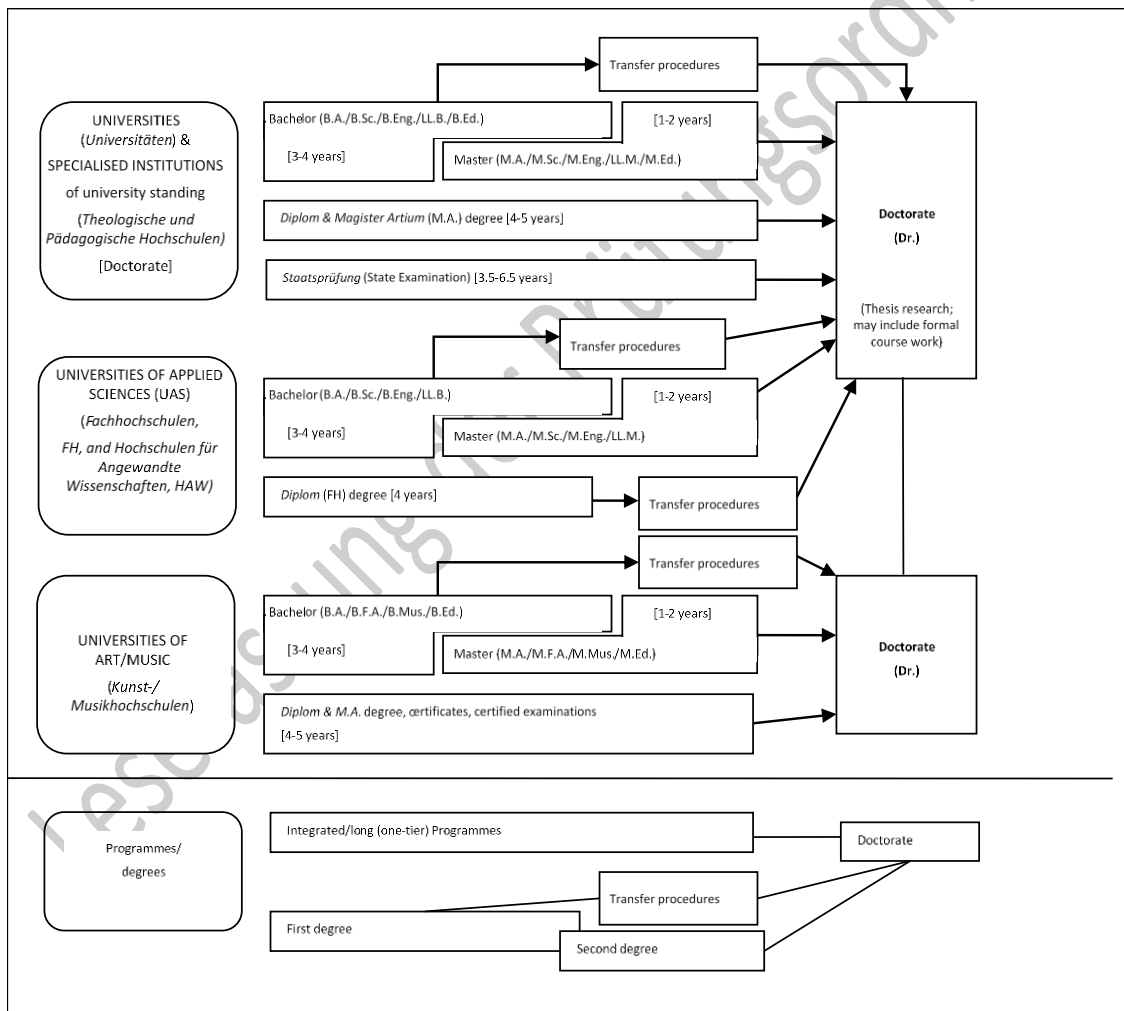 Transfer procedures
UNIVERSITIES
(Universitäten) &
SPECIALISED INSTITUTIONS
of university standing
(Theologische und
Pädagogische Hochschulen)
[Doctorate]
Bachelor (B.A./B.Sc./B.Eng./LL.B./B.Ed.)
[3-4 years]
[1-2 years]
Master (M.A./M.Sc./M.Eng./LL.M./M.Ed.)
Diplom & Magister Artium (M.A.) degree [4-5 years]
Staatsprüfung (State Examination) [3.5-6.5 years]
Doctorate
(Dr.)
(Thesis research;
may include formal
course work)
UNIVERSITIES OF APPLIED
SCIENCES (UAS)
(Fachhochschulen,
FH, and Hochschulen für
Angewandte
Wissenschaften, HAW)
Transfer procedures
Bachelor (B.A./B.Sc./B.Eng./LL.B.)
[3-4 years]
[1-2 years]
Master (M.A./M.Sc./M.Eng./LL.M.)
Diplom (FH) degree [4 years]
Transfer procedures
UNIVERSITIES OF
ART/MUSIC
(Kunst-/
Musikhochschulen)
Transfer procedures
Bachelor (B.A./B.F.A./B.Mus./B.Ed.)
[3-4 years]
[1-2 years]
Master (M.A./M.F.A./M.Mus./M.Ed.)
Diplom & M.A. degree, certificates, certified examinations
[4-5 years]
Doctorate
(Dr.)
Programmes/
degrees
Integrated/long (one-tier) Programmes
Doctorate
Transfer procedures
First degree
Second degree